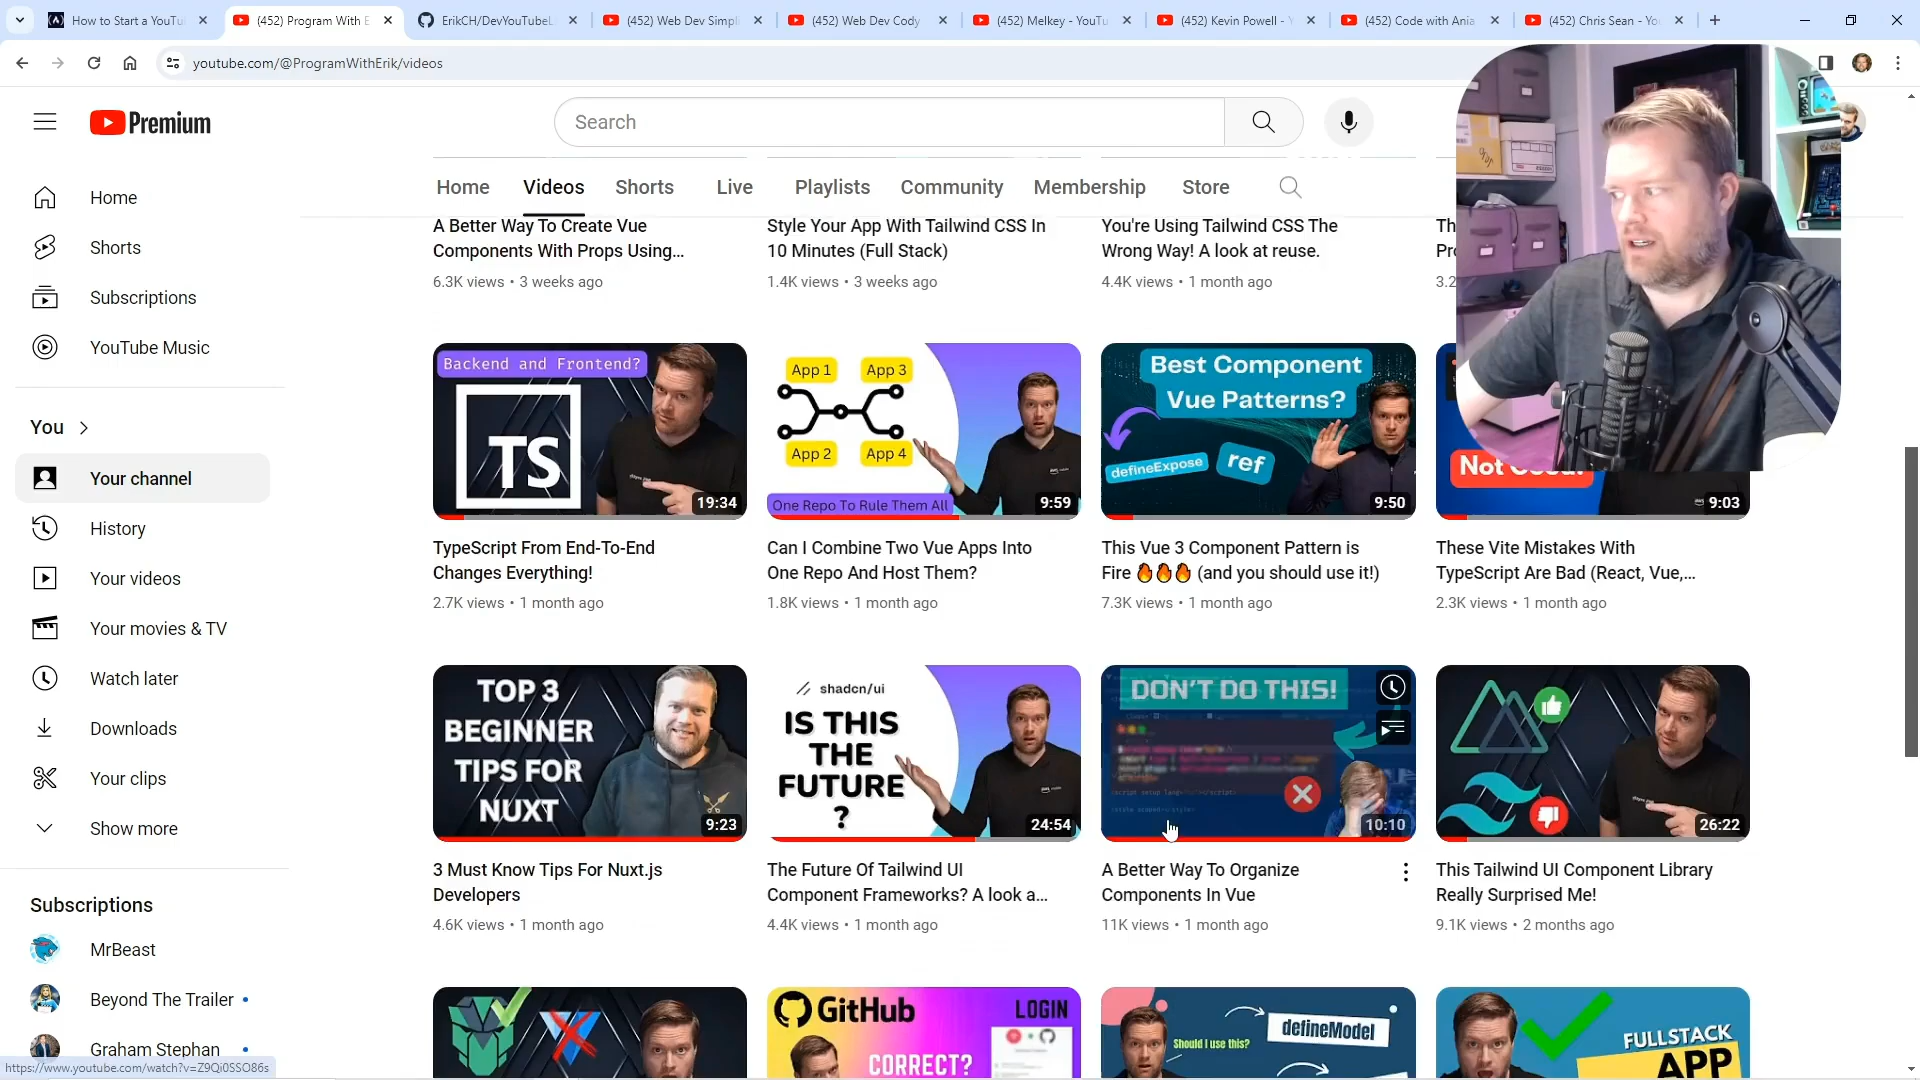 How to Start a YouTu
(452) Program With E
ErikCH/DevYouTubeL
(452) Web Dev Simpl
(452) Web Dev Cody
(452) Melkey - YouTu
(452) Kevin Powell - Y
(452) Code with Ania
(452) Chris Sean - Yo
youtube.com/@ProgramWithErik/videos
Premium
Search
Home
Shorts
Subscriptions
YouTube Music
You
Your channel
History
Your videos
Your movies & TV
Watch later
Downloads
Your clips
Show more
Subscriptions
MrBeast
Beyond The Trailer
Graham Stephan
https://www.youtube.com/watch?v=Z9Qi0SSO86s
Home Videos Shorts Live Playlists Community Membership Store
A Better Way To Create Vue
Components With Props Using...
6.3K views • 3 weeks ago
Style Your App With Tailwind CSS In
10 Minutes (Full Stack)
1.4K views • 3 weeks ago
You're Using Tailwind CSS The
Wrong Way! A look at reuse.
4.4K views • 1 month ago
Th
Pro
3.2
Backend and Frontend?
TS
19:34
TypeScript From End-To-End
Changes Everything!
2.7K views • 1 month ago
App 1 App 3
App 2 App 4
One Repo To Rule Them All
9:59
Can I Combine Two Vue Apps Into
One Repo And Host Them?
1.8K views • 1 month ago
Best Component
Vue Patterns?
defineExpose
ref
9:50
This Vue 3 Component Pattern is
Fire 🔥🔥🔥 (and you should use it!)
7.3K views • 1 month ago
Not Good!
9:03
These Vite Mistakes With
TypeScript Are Bad (React, Vue,...
2.3K views • 1 month ago
TOP 3
BEGINNER
TIPS FOR
NUXT
9:23
3 Must Know Tips For Nuxt.js
Developers
4.6K views • 1 month ago
shadcn/ui
IS THIS
THE
FUTURE
?
24:54
The Future Of Tailwind UI
Component Frameworks? A look a...
4.4K views • 1 month ago
DON'T DO THIS!
10:10
A Better Way To Organize
Components In Vue
11K views • 1 month ago
26:22
This Tailwind UI Component Library
Really Surprised Me!
9.1K views • 2 months ago
GitHub
LOGIN
CORRECT?
Should I use this?
defineModel
FULLSTACK
APP